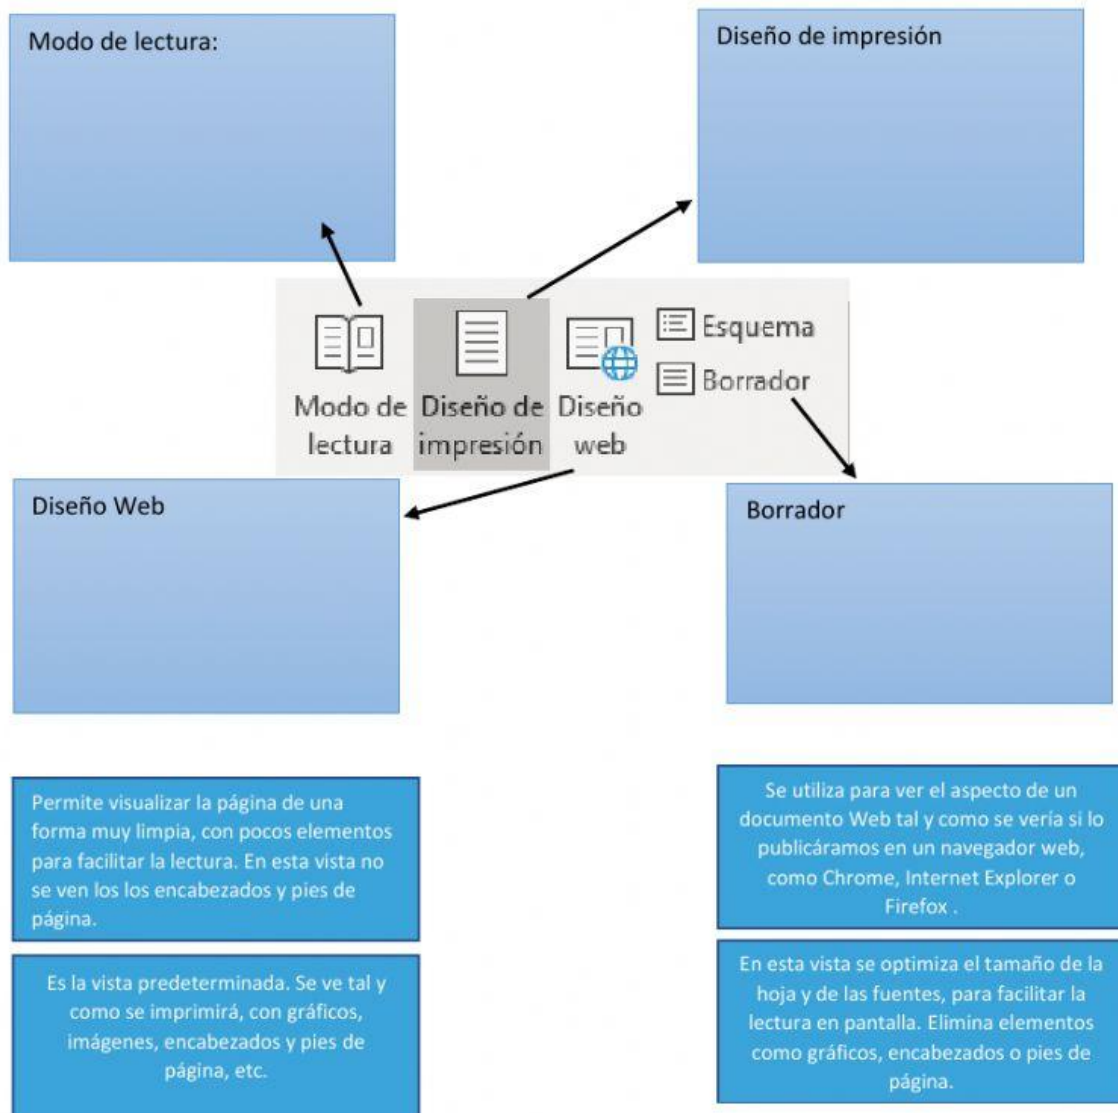 Modo de lectura:
Diseño de impresión
Modo de
lectura
Diseño de
impresión
Diseño
web
Esquema
Borrador
Diseño Web
Borrador
Permite visualizar la página de una
forma muy limpia, con pocos elementos
para facilitar la lectura. En esta vista no
se ven los los encabezados y pies de
página.
Se utiliza para ver el aspecto de un
documento Web tal y como se vería si lo
publicáramos en un navegador web,
como Chrome, Internet Explorer o
Firefox .
Es la vista predeterminada. Se ve tal y
como se imprimirá, con gráficos,
imágenes, encabezados y pies de
página, etc.
En esta vista se optimiza el tamaño de la
hoja y de las fuentes, para facilitar la
lectura en pantalla. Elimina elementos
como gráficos, encabezados o pies de
página.